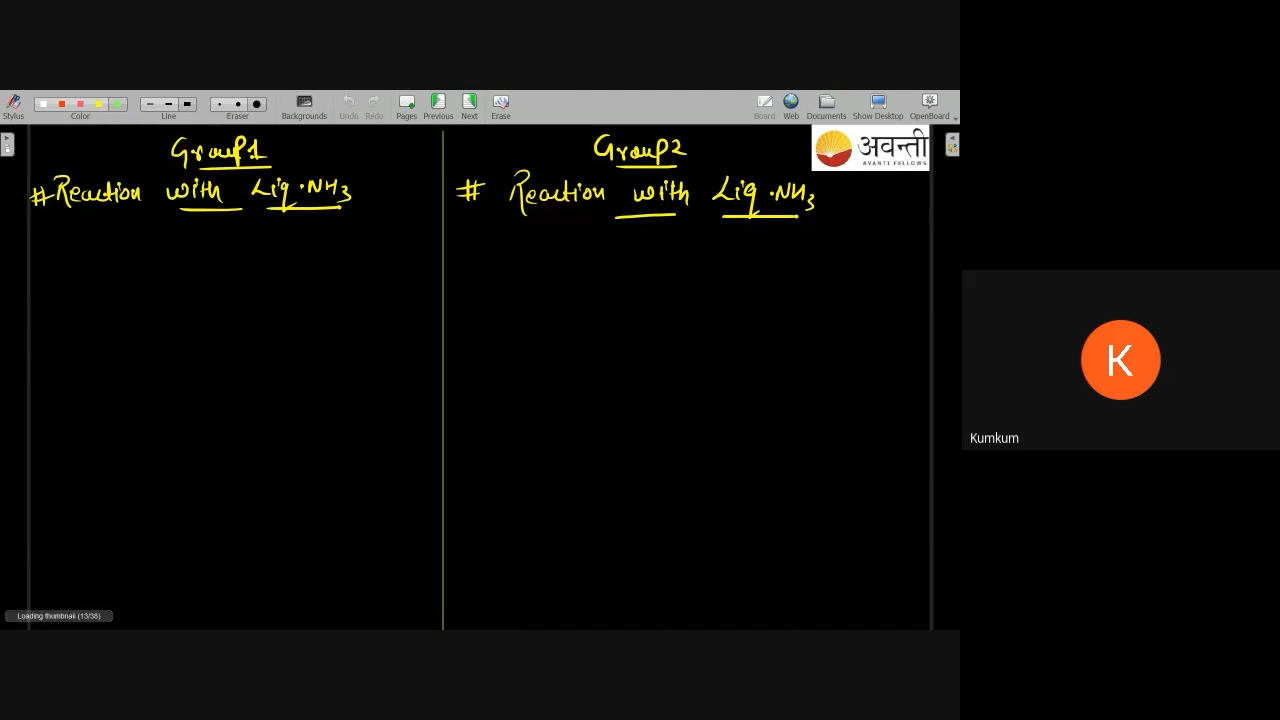 Stylus Color Line Eraser Backgrounds Undo Redo Pages Previous Next Erase Board Web Documents Show Desktop OpenBoard
Group 1
# Reaction with Liq. NH3
Group 2
# Reaction with Liq. NH3
अवन्ती
AVANTI FELLOWS
K
Kumkum
Loading thumbnail (13/38)